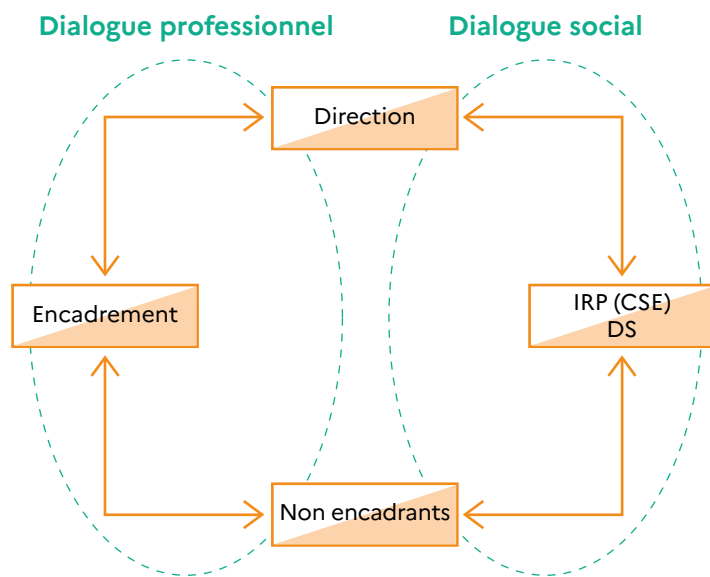 Dialogue professionnel
Dialogue social
Direction
Encadrement
IRP (CSE)
DS
Non encadrants